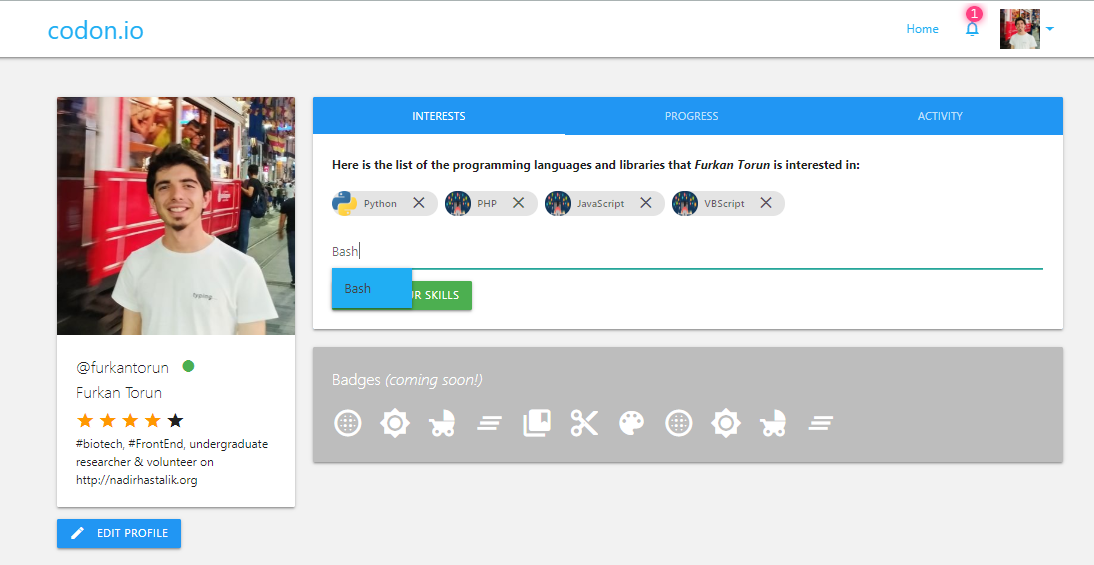 codon.io
Home
1
INTERESTS
PROGRESS
ACTIVITY
Here is the list of the programming languages and libraries that Furkan Torun is interested in:
Python
PHP
JavaScript
VBScript
Bash
Bash
SKILLS
Badges (coming soon!)
typing
@furkantorun
Furkan Torun
#biotech, #FrontEnd, undergraduate
researcher & volunteer on
http://nadirhastalik.org
EDIT PROFILE